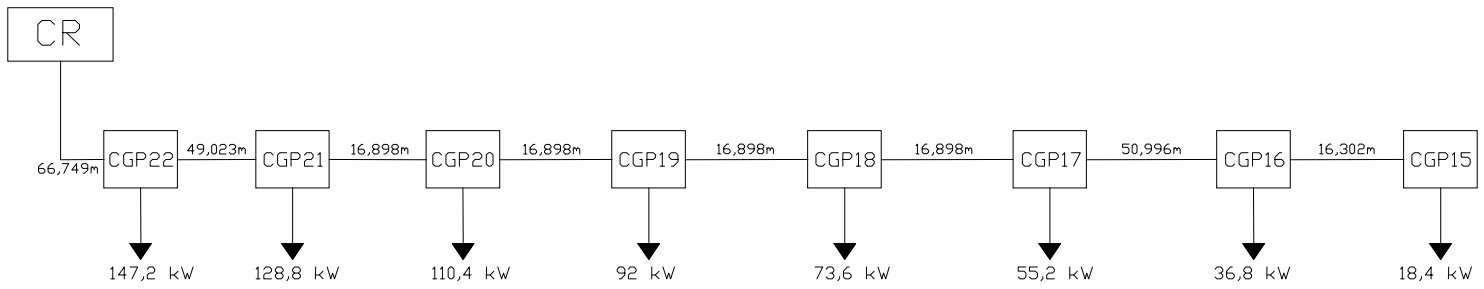 CR
66,749m
CGP22
49,023m
CGP21
16,898m
CGP20
16,898m
CGP19
16,898m
CGP18
16,898m
CGP17
50,996m
CGP16
16,302m
CGP15
147,2 kW
128,8 kW
110,4 kW
92 kW
73,6 kW
55,2 kW
36,8 kW
18,4 kW